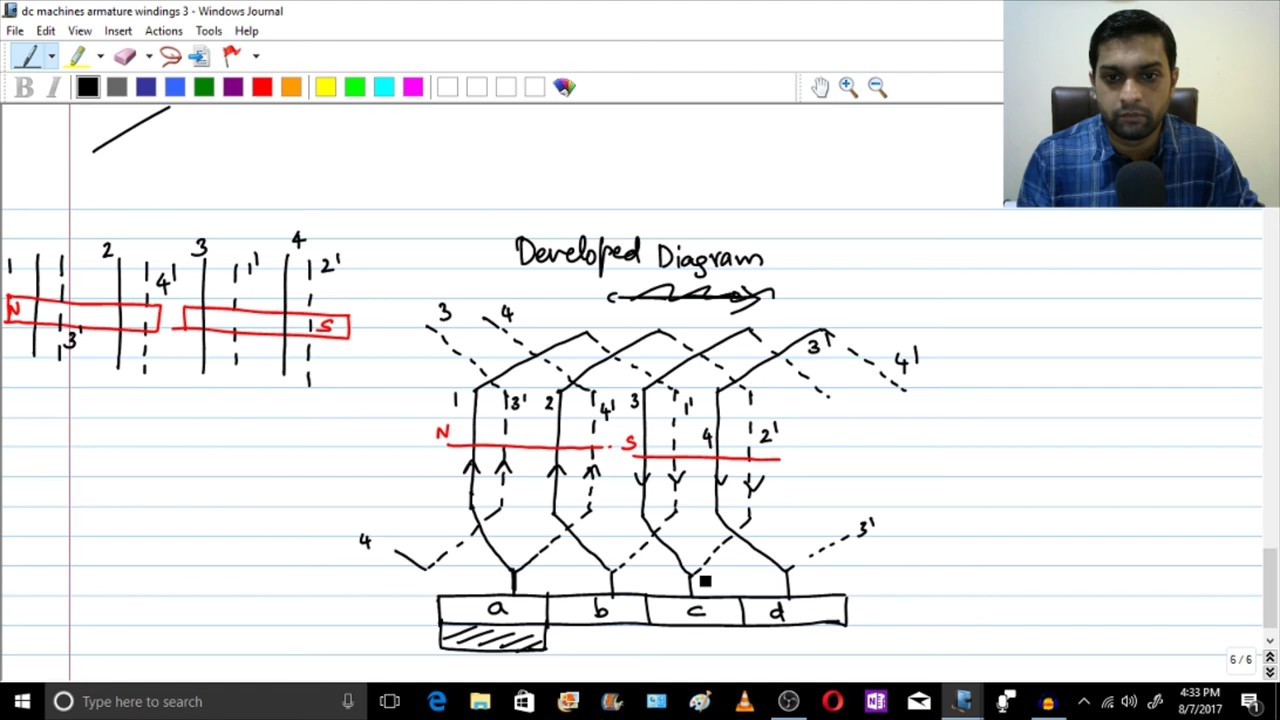 dc machines armature windings 3 - Windows Journal
File Edit View Insert Actions Tools Help
B I
1 2 3 4
4' 1' 2'
N S
3'
Developed Diagram
3 4
3' 4'
1 3' 2 4' 3 1' 4 2'
N S
4 3'
a b c d
6 / 6
Type here to search
4:33 PM
8/7/2017